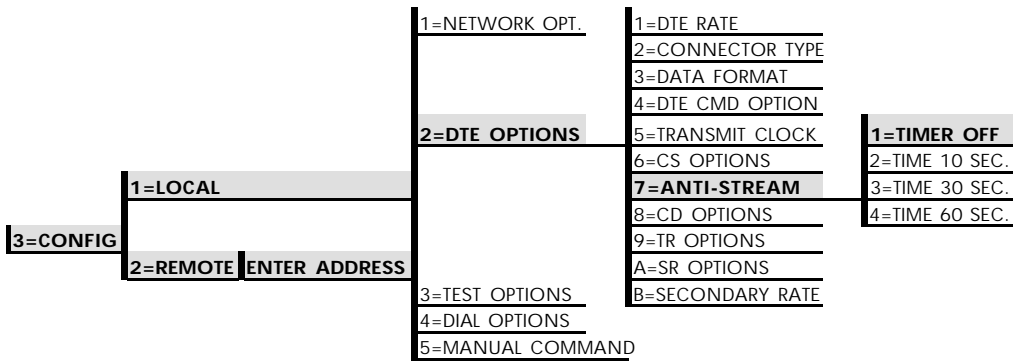 1=NETWORK OPT.
1=DTE RATE
2=CONNECTOR TYPE
3=DATA FORMAT
4=DTE CMD OPTION
2=DTE OPTIONS
5=TRANSMIT CLOCK
1=TIMER OFF
6=CS OPTIONS
2=TIME 10 SEC.
1=LOCAL
7=ANTI-STREAM
3=TIME 30 SEC.
8=CD OPTIONS
4=TIME 60 SEC.
3=CONFIG
9=TR OPTIONS
2=REMOTE
ENTER ADDRESS
A=SR OPTIONS
3=TEST OPTIONS
B=SECONDARY RATE
4=DIAL OPTIONS
5=MANUAL COMMAND